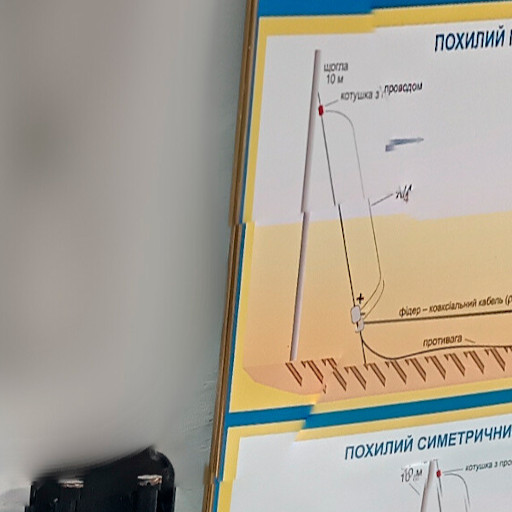 ПОХИЛИЙ
щогла
10 м
котушка з проводом
+
фідер – коаксіальний кабель (р
противага
ПОХИЛИЙ СИМЕТРИЧНИ
10 м
котушка з про